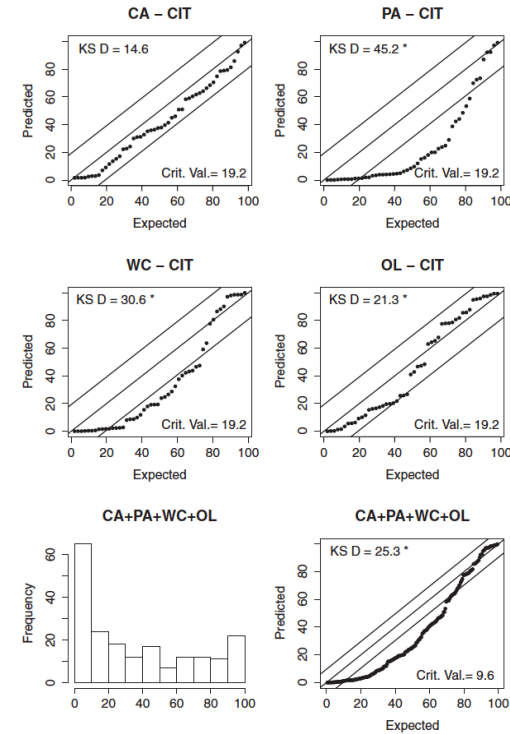 CA – CIT
KS D = 14.6
Crit. Val.= 19.2
Predicted
0 20 40 60 80
0 20 40 60 80 100
Expected
PA – CIT
KS D = 45.2 *
Crit. Val.= 19.2
Predicted
0 20 40 60 80
0 20 40 60 80 100
Expected
WC – CIT
KS D = 30.6 *
Crit. Val.= 19.2
Predicted
0 20 40 60 80
0 20 40 60 80 100
Expected
OL – CIT
KS D = 21.3 *
Crit. Val.= 19.2
Predicted
0 20 40 60 80
0 20 40 60 80 100
Expected
CA+PA+WC+OL
Frequency
0 20 40 60
0 20 40 60 80 100
CA+PA+WC+OL
KS D = 25.3 *
Crit. Val.= 9.6
Predicted
0 20 40 60 80
0 20 40 60 80 100
Expected